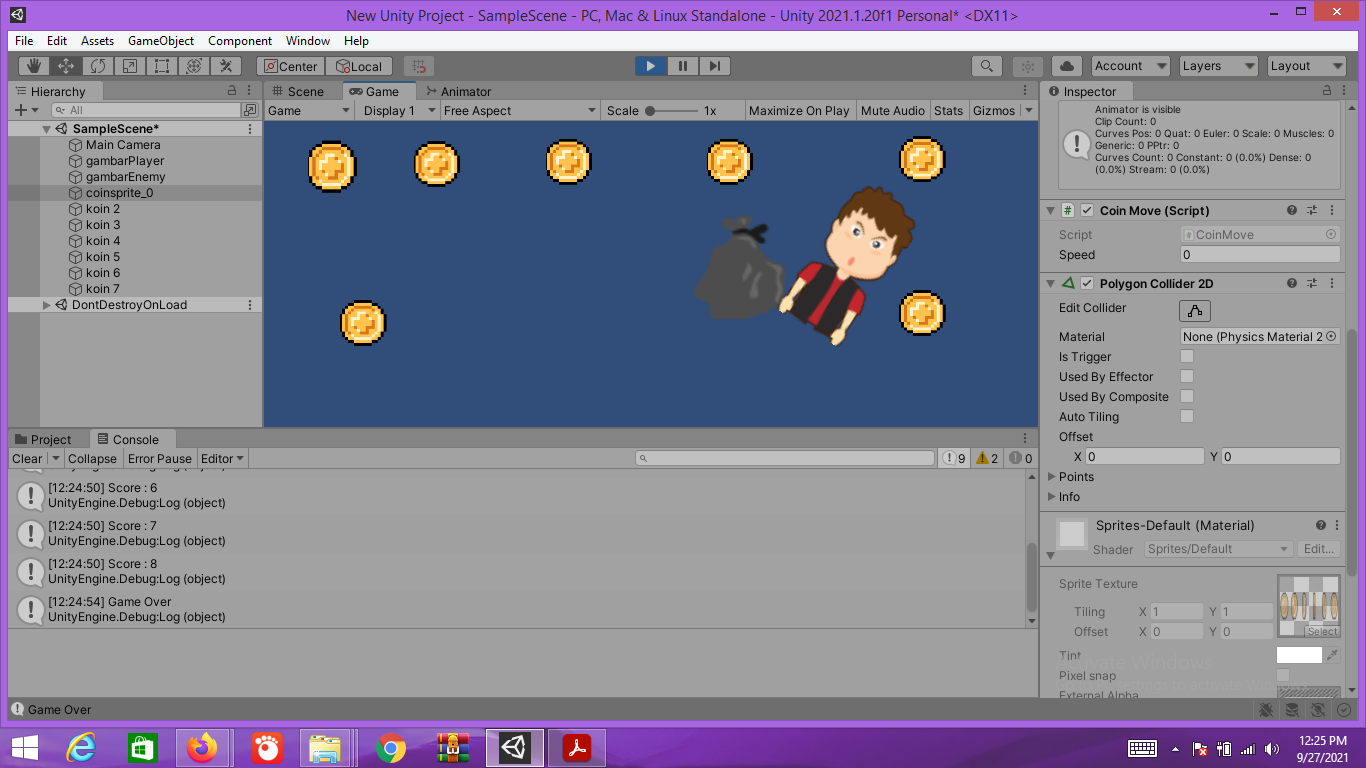 New Unity Project - SampleScene - PC, Mac & Linux Standalone - Unity 2021.1.20f1 Personal* <DX11>
File Edit Assets GameObject Component Window Help
Center Local Account Layers Layout
Hierarchy
All
SampleScene*
Main Camera
gambarPlayer
gambarEnemy
coinsprite_0
koin 2
koin 3
koin 4
koin 5
koin 6
koin 7
DontDestroyOnLoad
Scene Game Animator
Game Display 1 Free Aspect Scale 1x Maximize On Play Mute Audio Stats Gizmos
Inspector
Animator is visible
Clip Count: 0
Curves Pos: 0 Quat: 0 Euler: 0 Scale: 0 Muscles: 0
Generic: 0 PPtr: 0
Curves Count: 0 Constant: 0 (0.0%) Dense: 0
(0.0%) Stream: 0 (0.0%)
Coin Move (Script)
Script CoinMove
Speed 0
Polygon Collider 2D
Edit Collider
Material None (Physics Material 2
Is Trigger
Used By Effector
Used By Composite
Auto Tiling
Offset
X 0 Y 0
Points
Info
Sprites-Default (Material)
Shader Sprites/Default Edit...
Sprite Texture
Tiling X 1 Y 1
Offset X 0 Y 0
Select
Tint
Pixel snap
External Alpha
Activate Windows
Project Console
Clear Collapse Error Pause Editor 9 2 0
UnityEngine.Debug:Log (object)
[12:24:50] Score : 6
UnityEngine.Debug:Log (object)
[12:24:50] Score : 7
UnityEngine.Debug:Log (object)
[12:24:50] Score : 8
UnityEngine.Debug:Log (object)
[12:24:54] Game Over
UnityEngine.Debug:Log (object)
Game Over
12:25 PM
9/27/2021